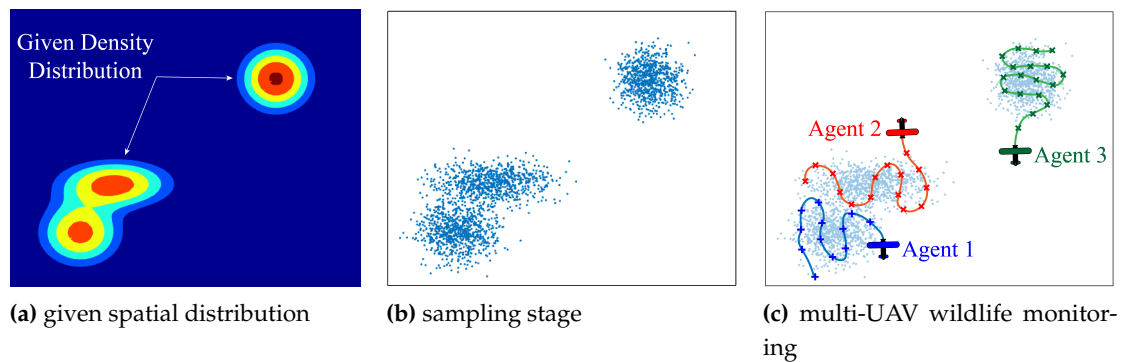 Given Density
Distribution
(a) given spatial distribution
(b) sampling stage
Agent 2
Agent 3
Agent 1
(c) multi-UAV wildlife monitor-
ing